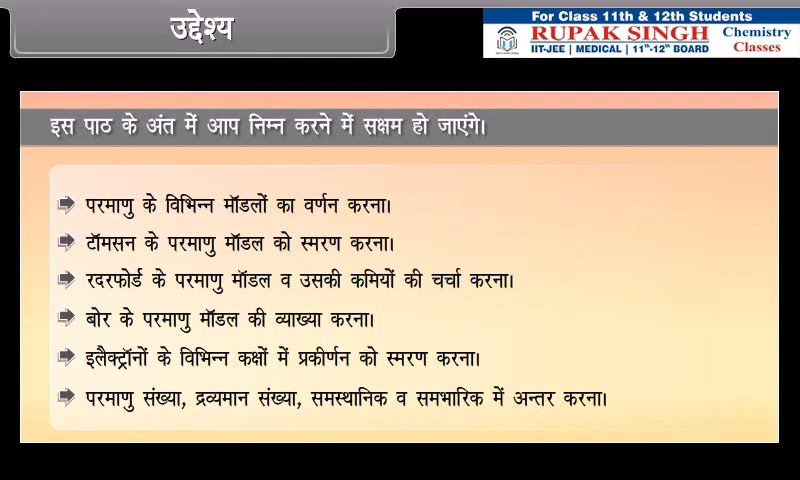 उद्देश्य
For Class 11th & 12th Students
RUPAK SINGH
IIT-JEE | MEDICAL | 11th-12th BOARD
Chemistry
Classes
इस पाठ के अंत में आप निम्न करने में सक्षम हो जाएंगे।
परमाणु के विभिन्न मॉडलों का वर्णन करना।
टॉमसन के परमाणु मॉडल को स्मरण करना।
रदरफोर्ड के परमाणु मॉडल व उसकी कमियों की चर्चा करना।
बोर के परमाणु मॉडल की व्याख्या करना।
इलैक्ट्रॉनों के विभिन्न कक्षों में प्रकीर्णन को स्मरण करना।
परमाणु संख्या, द्रव्यमान संख्या, समस्थानिक व समभारिक में अन्तर करना।